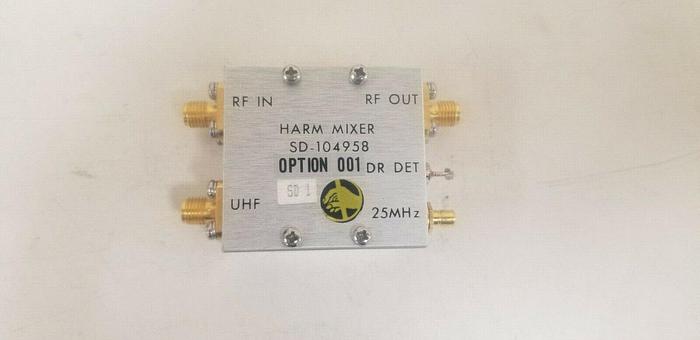 RF IN RF OUT
HARM MIXER
SD-104958
OPTION 001 DR DET
SD 1
UHF 25MHz